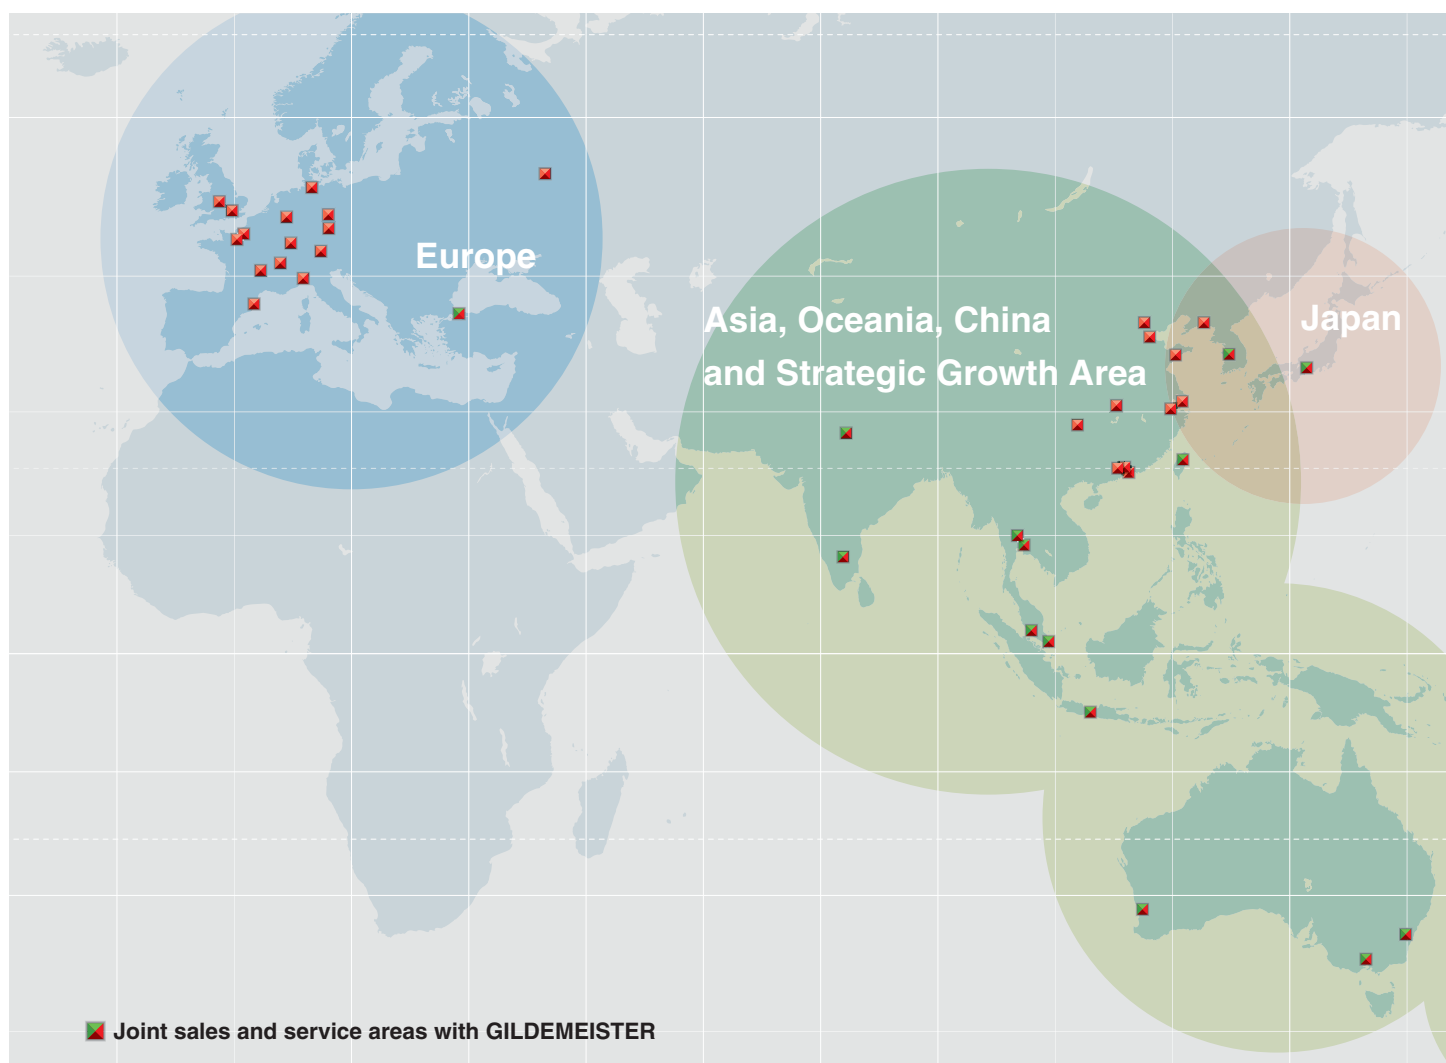 Europe
Asia, Oceania, China
and Strategic Growth Area
Japan
Joint sales and service areas with GILDEMEISTER